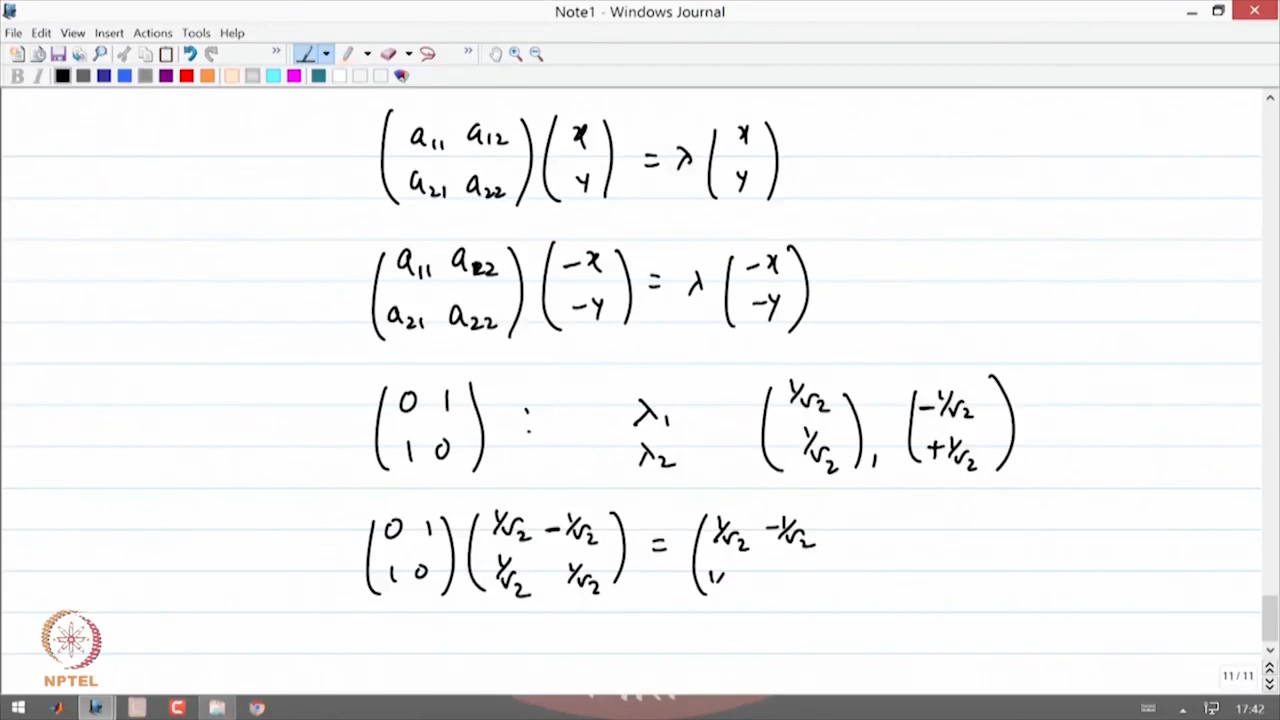 Note1 - Windows Journal
File Edit View Insert Actions Tools Help
B I
( a11 a12 ) ( x ) = λ ( x )
( a21 a22 ) ( y )     ( y )
( a11 a22 ) ( -x ) = λ ( -x )
( a21 a22 ) ( -y )     ( -y )
( 0 1 ) : λ1 ( 1/√2 ) , ( -1/√2 )
( 1 0 )   λ2 ( 1/√2 )   ( +1/√2 )
( 0 1 ) ( 1/√2 -1/√2 ) = ( 1/√2 -1/√2
( 1 0 ) ( 1/√2 1/√2 )
NPTEL
11/11
17:42